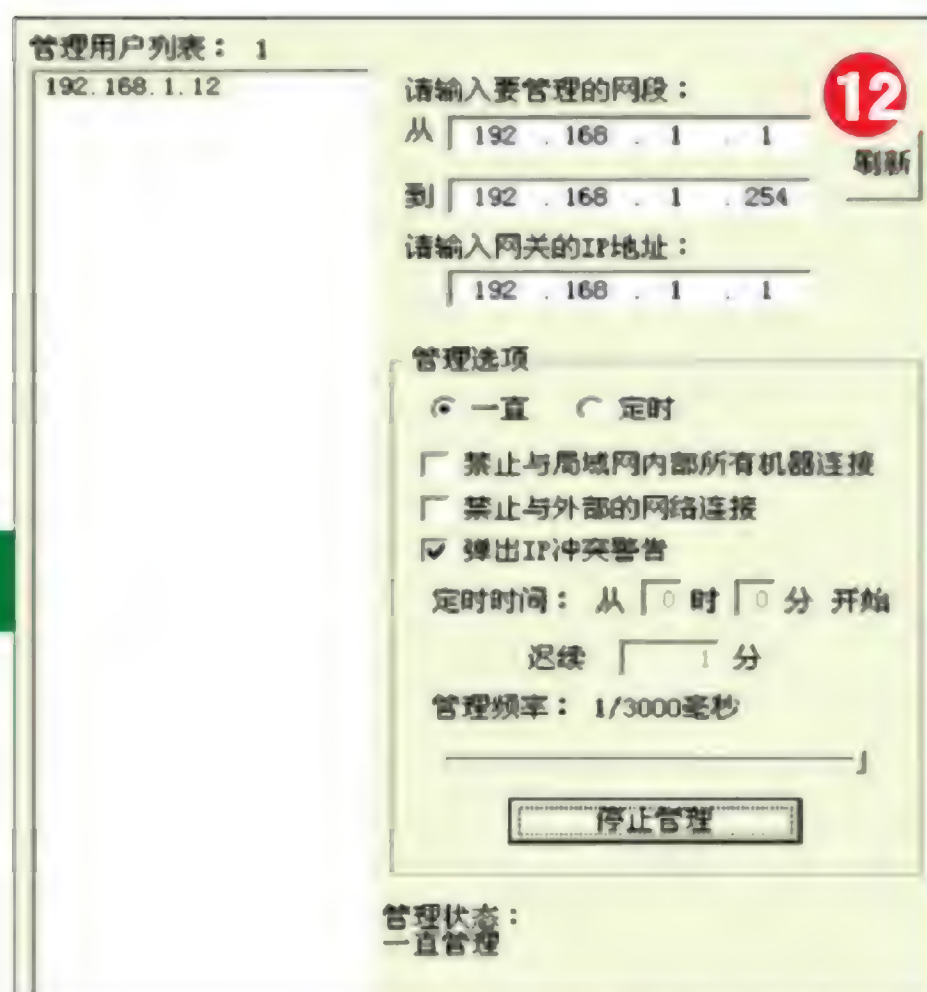 管理用户列表： 1
192.168.1.12
请输入要管理的网段：
12
从 192 . 168 . 1 . 1
刷新
到 192 . 168 . 1 . 254
请输入网关的IP地址：
192 . 168 . 1 . 1
管理选项
一直 定时
禁止与局域网内部所有机器连接
禁止与外部的网络连接
弹出IP冲突警告
定时时间： 从 0 时 0 分 开始
迟续 1 分
管理频率： 1/3000毫秒
停止管理
管理状态：
一直管理